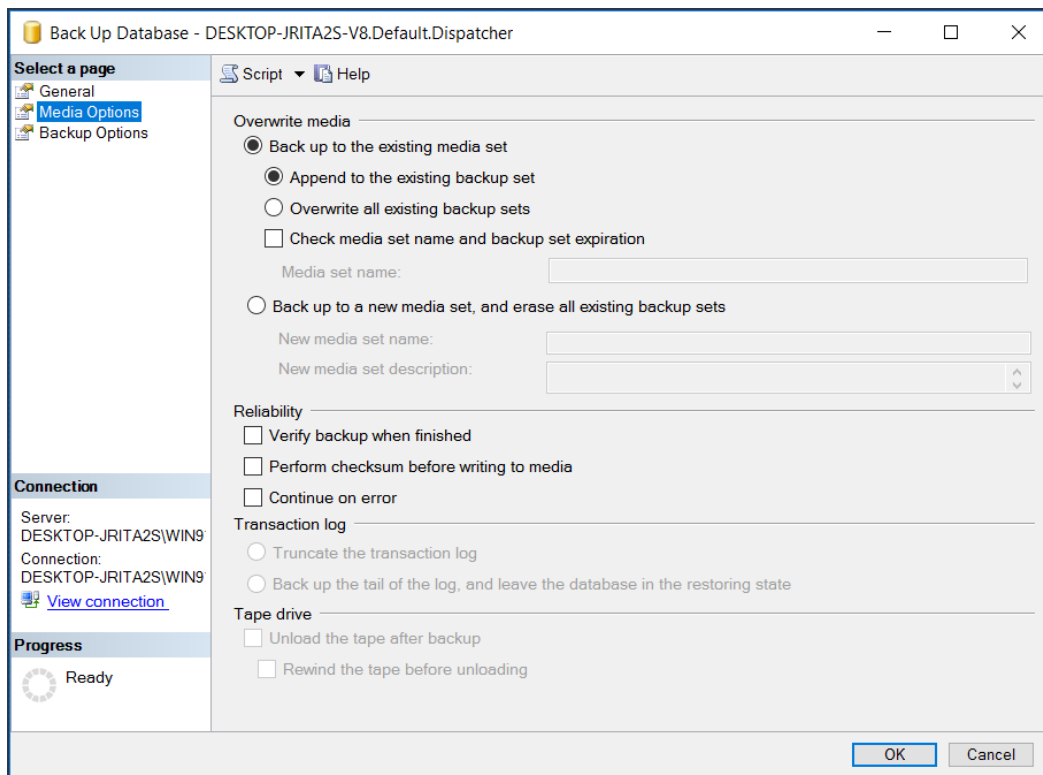 Back Up Database - DESKTOP-JRITA2S-V8.Default.Dispatcher
Select a page
General
Media Options
Backup Options
Script
Help
Overwrite media
Back up to the existing media set
Append to the existing backup set
Overwrite all existing backup sets
Check media set name and backup set expiration
Media set name:
Back up to a new media set, and erase all existing backup sets
New media set name:
New media set description:
Reliability
Verify backup when finished
Perform checksum before writing to media
Continue on error
Transaction log
Truncate the transaction log
Back up the tail of the log, and leave the database in the restoring state
Tape drive
Unload the tape after backup
Rewind the tape before unloading
Connection
Server:
DESKTOP-JRITA2S\WIN9
Connection:
DESKTOP-JRITA2S\WIN9
View connection
Progress
Ready
OK
Cancel